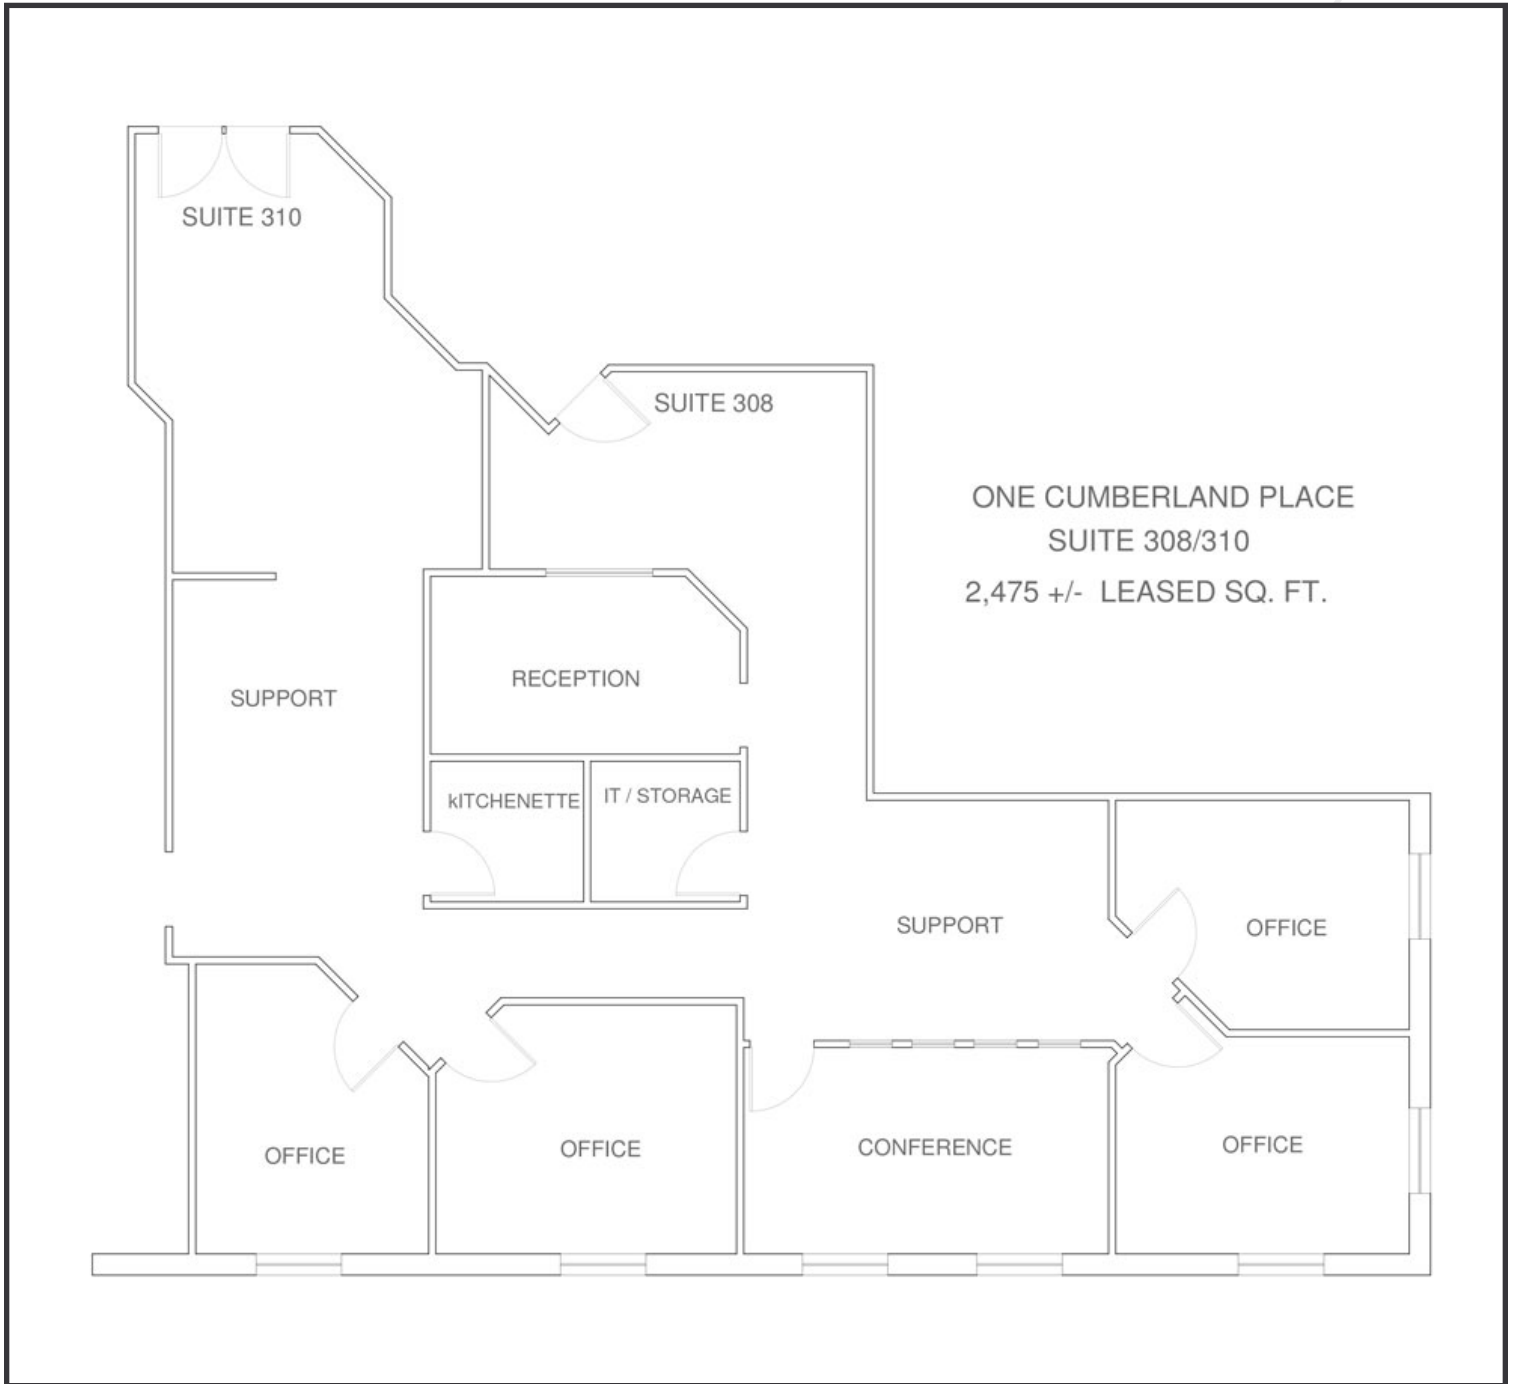 SUITE 310
SUITE 308
ONE CUMBERLAND PLACE
SUITE 308/310
2,475 +/- LEASED SQ. FT.
RECEPTION
SUPPORT
kITCHENETTE
IT / STORAGE
SUPPORT
OFFICE
OFFICE
OFFICE
CONFERENCE
OFFICE